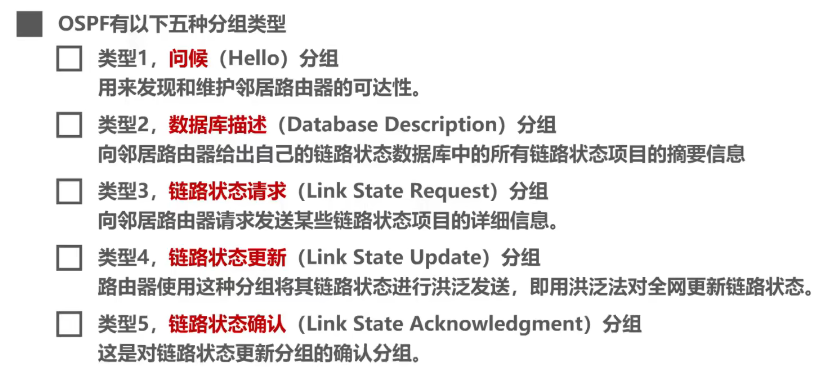 OSPF有以下五种分组类型
类型1，问候（Hello）分组
用来发现和维护邻居路由器的可达性。
类型2，数据库描述（Database Description）分组
向邻居路由器给出自己的链路状态数据库中的所有链路状态项目的摘要信息
类型3，链路状态请求（Link State Request）分组
向邻居路由器请求发送某些链路状态项目的详细信息。
类型4，链路状态更新（Link State Update）分组
路由器使用这种分组将其链路状态进行洪泛发送，即用洪泛法对全网更新链路状态。
类型5，链路状态确认（Link State Acknowledgment）分组
这是对链路状态更新分组的确认分组。